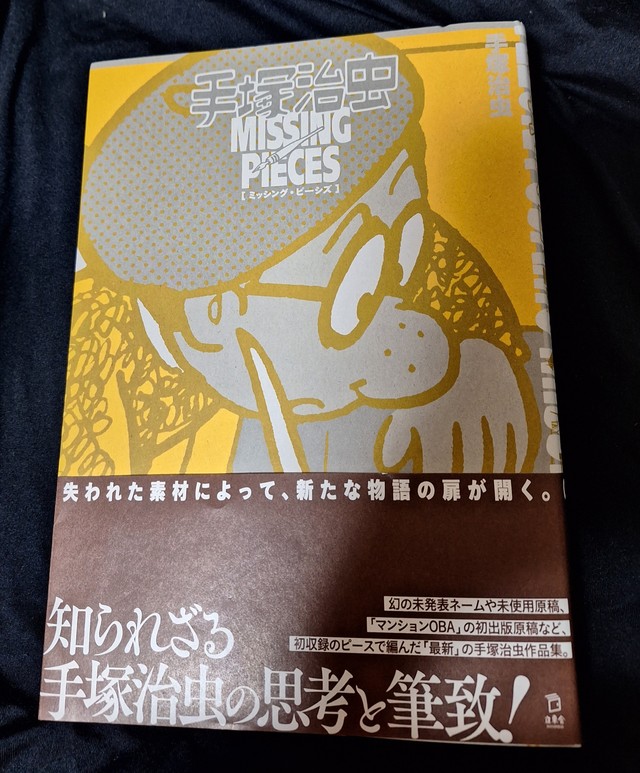 手塚治虫
MISSING
PIECES
[ミッシング・ピーシズ]
手塚治虫
失われた素材によって、新たな物語の扉が開く。
幻の未発表ネームや未使用原稿、
「マンションOBA」の初出版原稿など、
初収録のピースで編んだ「最新」の手塚治虫作品集。
知られざる
手塚治虫の思考と筆致!
立東舎